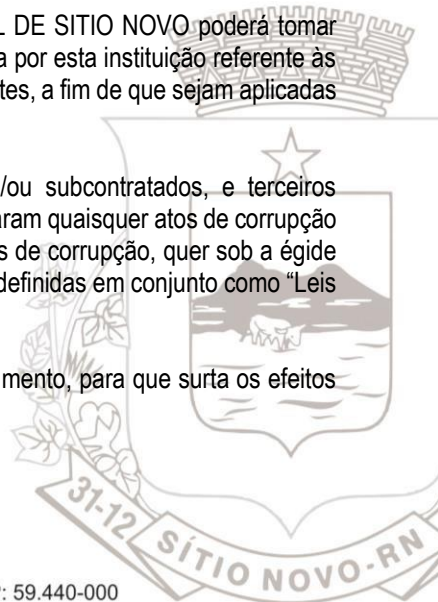 L DE SITIO NOVO poderá tomar
a por esta instituição referente às
tes, a fim de que sejam aplicadas
/ou subcontratados, e terceiros
aram quaisquer atos de corrupção
s de corrupção, quer sob a égide
definidas em conjunto como “Leis
mento, para que surta os efeitos
31-12 SÍTIO NOVO-RN
: 59.440-000